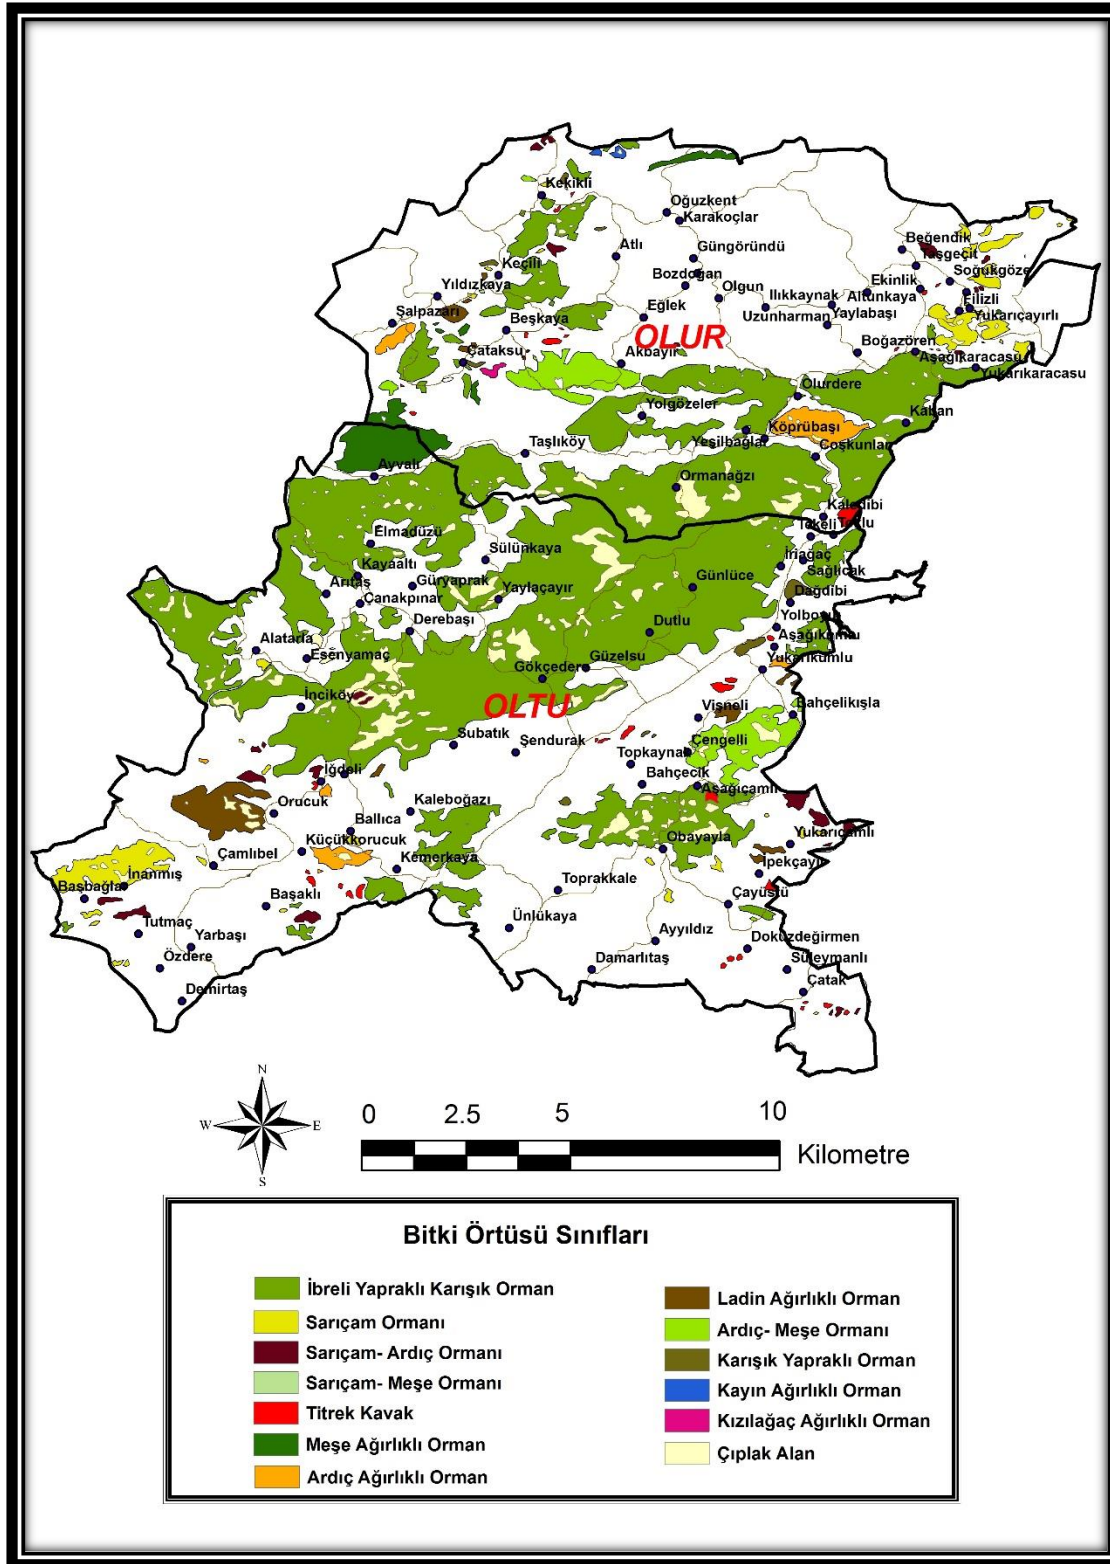 Kekikli
Oğuzkent
Karakoçlar
Beğendik
Taşgeçit
Atlı
Güngöründü
Keçili
Bozdoğan
Ekinlik
Soğukgöze
Yıldızkaya
Olgun
Ilıkkaynak
Altunkaya
Filizli
Şalpazarı
Beşkaya
Eğlek
Uzunharman
Yaylabaşı
Yukarıçayırlı
OLUR
Boğazören
Çataksu
Akbayır
Aşağıkaracasu
Yukarıkaracasu
Olurdere
Yolgözeler
Köprübaşı
Kaban
Taşlıköy
Yeşilbağlar
Coşkunlar
Ayvalı
Ormanağzı
Kaledibi
Elmadüzü
Tekeli
Sülünkaya
İriağaç
Sağlıcak
Kayaaltı
Arıtaş
Güryaprak
Yaylaçayır
Günlüce
Dağdibi
Çanakpınar
Derebaşı
Dutlu
Aşağıkumlu
Alatarla
Esenyamaç
Gökçedere
Güzelsu
Yukarıkumlu
İnciköy
OLTU
Vişneli
Bahçelikışla
Subatık
Şendurak
Topkaynak
Çengelli
İğdeli
Bahçecik
Aşağıçamlı
Orucuk
Kaleboğazı
Ballıca
Küçükkorucuk
Obayayla
Yukarıçamlı
Çamlıbel
Kemerkaya
İpekçayırı
İnanmış
Başbağlar
Başaklı
Toprakkale
Çayüstü
Tutmaç
Yarbaşı
Ünlükaya
Ayyıldız
Dokuzdeğirmen
Özdere
Damarlıtaş
Süleymanlı
Demirtaş
Çatak
N
W
E
S
0 2.5 5 10
Kilometre
Bitki Örtüsü Sınıfları
İbreli Yapraklı Karışık Orman
Sarıçam Ormanı
Sarıçam- Ardıç Ormanı
Sarıçam- Meşe Ormanı
Titrek Kavak
Meşe Ağırlıklı Orman
Ardıç Ağırlıklı Orman
Ladin Ağırlıklı Orman
Ardıç- Meşe Ormanı
Karışık Yapraklı Orman
Kayın Ağırlıklı Orman
Kızılağaç Ağırlıklı Orman
Çıplak Alan